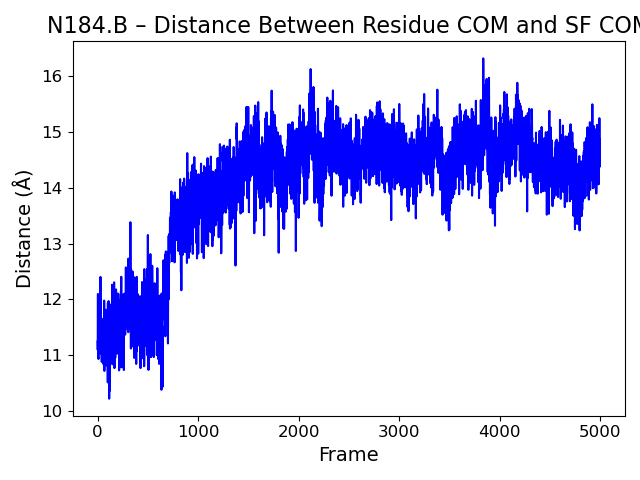 N184.B – Distance Between Residue COM and SF COM
Distance (Å)
16
15
14
13
12
11
10
0 1000 2000 3000 4000 5000
Frame